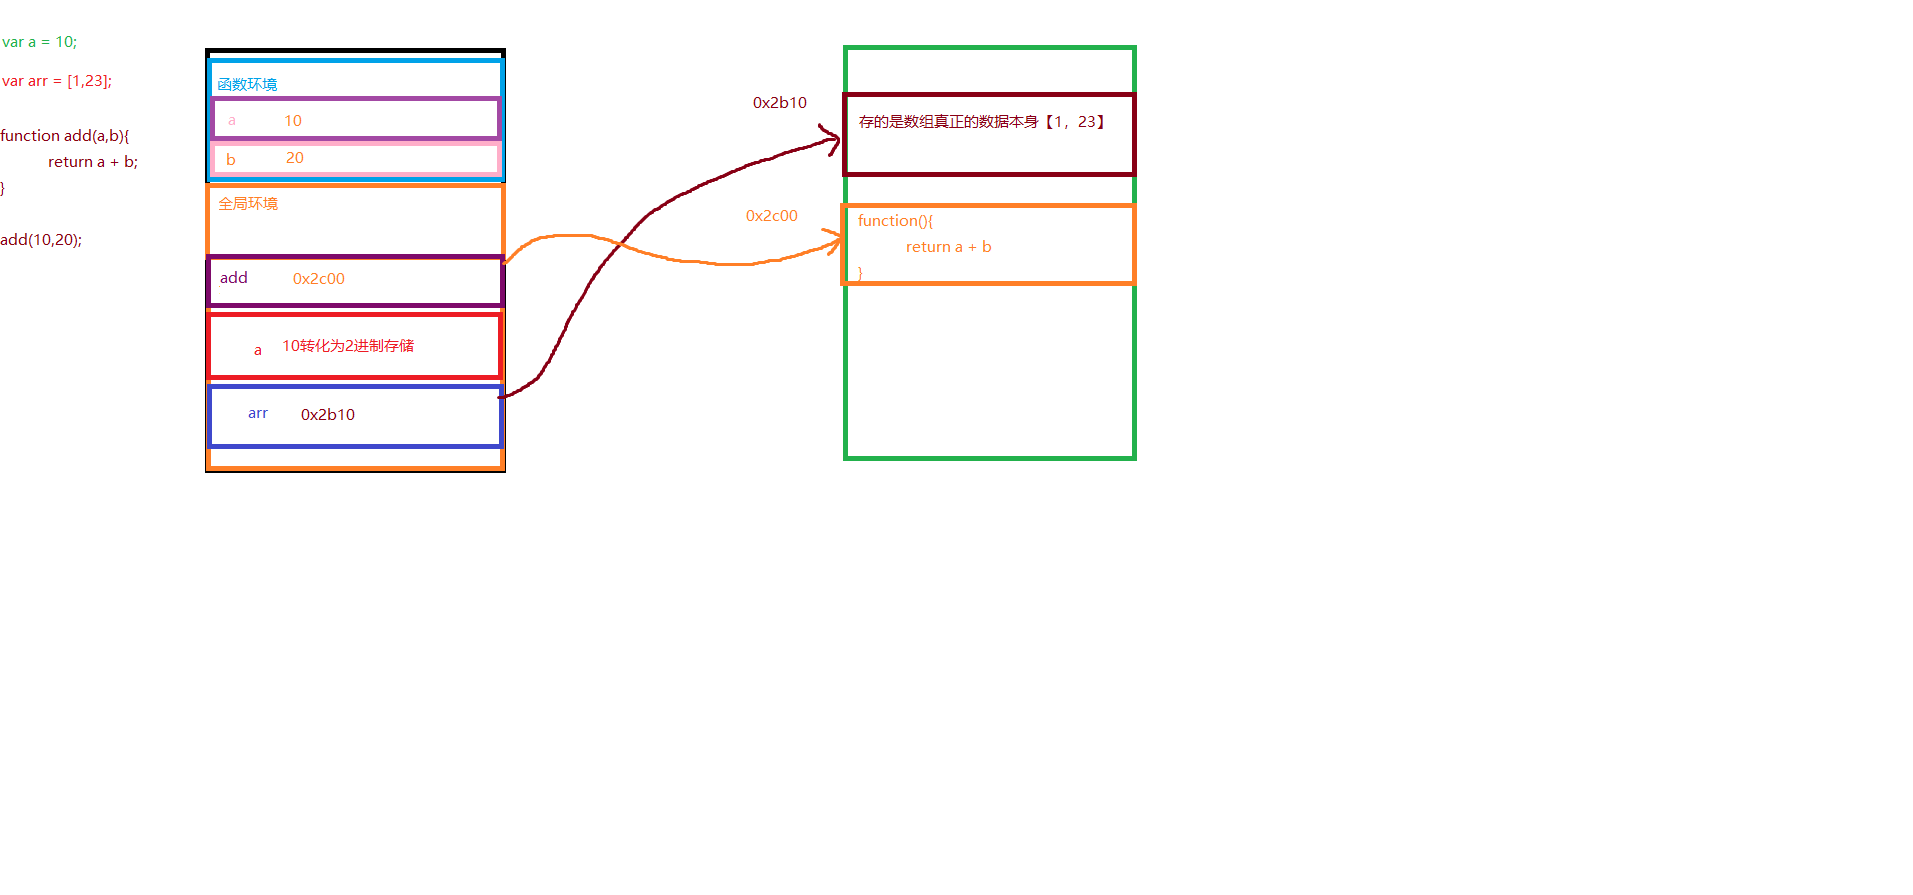 var a = 10;
var arr = [1,23];
function add(a,b){
return a + b;
}
add(10,20);
函数环境
a 10
b 20
全局环境
add 0x2c00
a 10转化为2进制存储
arr 0x2b10
0x2b10
存的是数组真正的数据本身【1，23】
0x2c00
function(){
return a + b
}